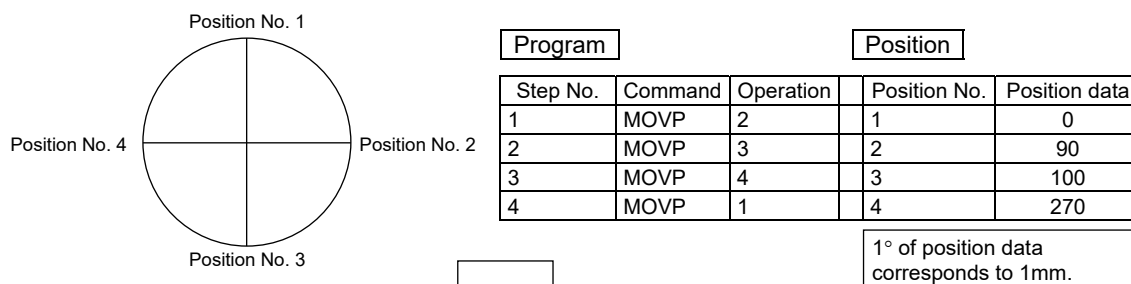 Position No. 1
Position No. 4
Position No. 2
Position No. 3
Program
Step No. Command Operation
1 MOVP 2
2 MOVP 3
3 MOVP 4
4 MOVP 1
Position
Position No. Position data
1 0
2 90
3 100
4 270
1° of position data
corresponds to 1mm.